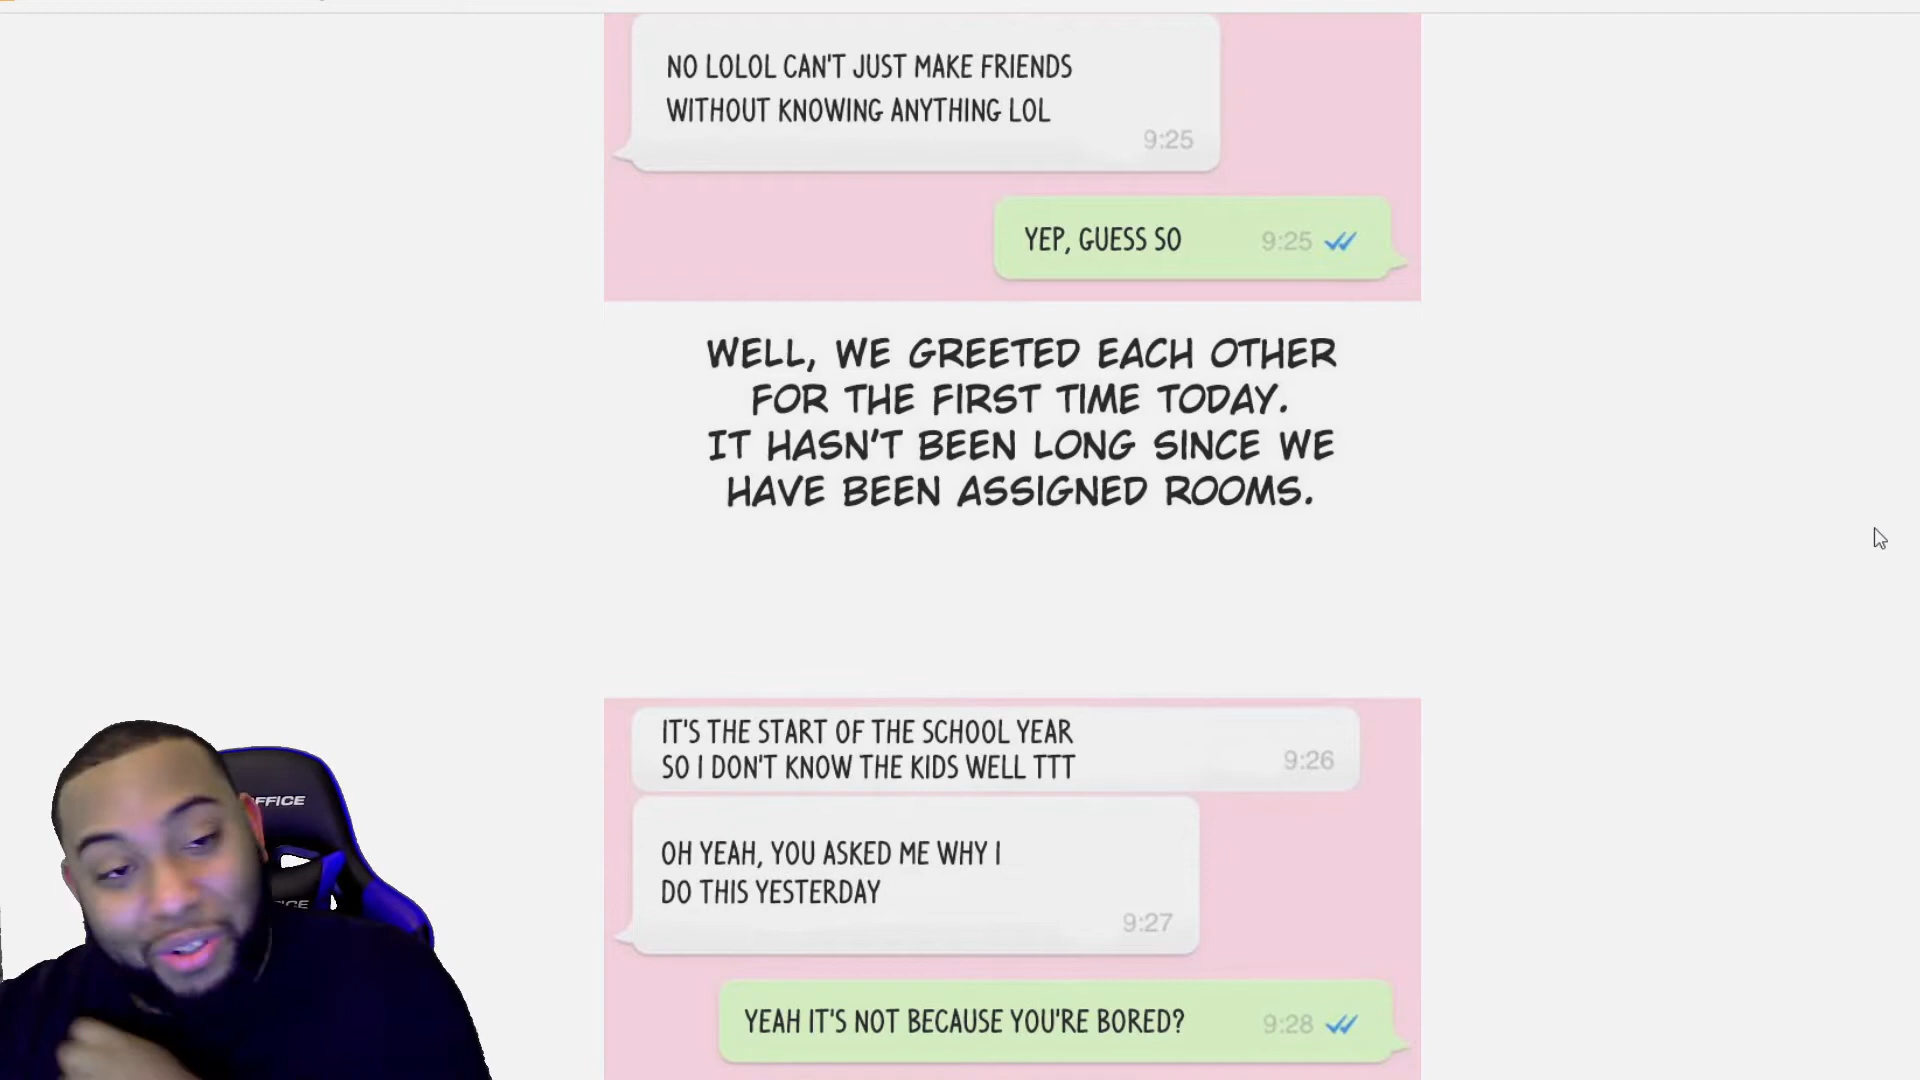 NO LOLOL CAN'T JUST MAKE FRIENDS
WITHOUT KNOWING ANYTHING LOL
9:25
YEP, GUESS SO 9:25
WELL, WE GREETED EACH OTHER
FOR THE FIRST TIME TODAY.
IT HASN'T BEEN LONG SINCE WE
HAVE BEEN ASSIGNED ROOMS.
IT'S THE START OF THE SCHOOL YEAR
SO I DON'T KNOW THE KIDS WELL TTT
9:26
OH YEAH, YOU ASKED ME WHY I
DO THIS YESTERDAY
9:27
YEAH IT'S NOT BECAUSE YOU'RE BORED? 9:28